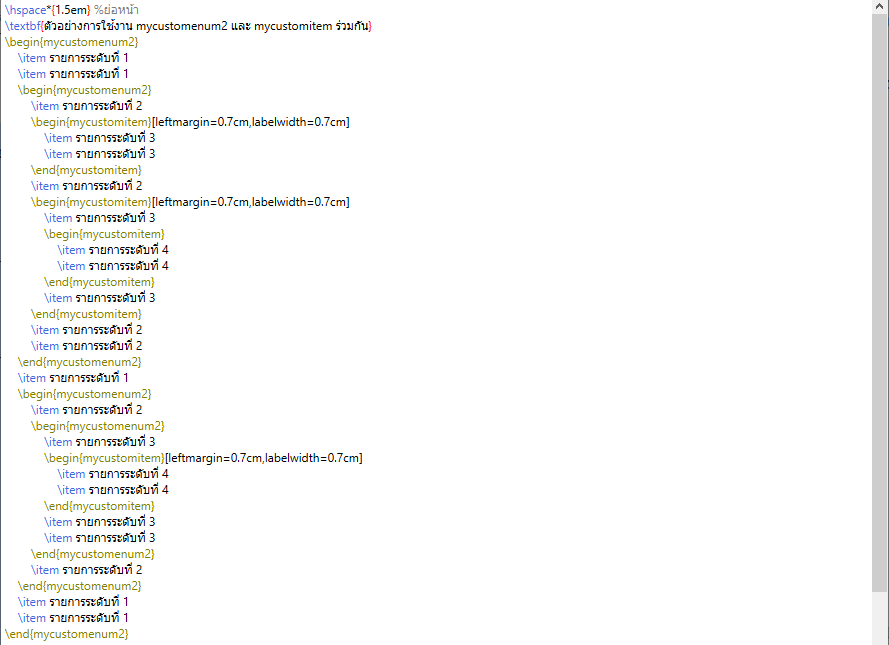 \hspace*{1.5em} %ย่อหน้า
\textbf{ตัวอย่างการใช้งาน mycustomenum2 และ mycustomitem ร่วมกัน}
\begin{mycustomenum2}
\item รายการระดับที่ 1
\item รายการระดับที่ 1
\begin{mycustomenum2}
\item รายการระดับที่ 2
\begin{mycustomitem}[leftmargin=0.7cm,labelwidth=0.7cm]
\item รายการระดับที่ 3
\item รายการระดับที่ 3
\end{mycustomitem}
\item รายการระดับที่ 2
\begin{mycustomitem}[leftmargin=0.7cm,labelwidth=0.7cm]
\item รายการระดับที่ 3
\begin{mycustomitem}
\item รายการระดับที่ 4
\item รายการระดับที่ 4
\end{mycustomitem}
\item รายการระดับที่ 3
\end{mycustomitem}
\item รายการระดับที่ 2
\item รายการระดับที่ 2
\end{mycustomenum2}
\item รายการระดับที่ 1
\begin{mycustomenum2}
\item รายการระดับที่ 2
\begin{mycustomenum2}
\item รายการระดับที่ 3
\begin{mycustomitem}[leftmargin=0.7cm,labelwidth=0.7cm]
\item รายการระดับที่ 4
\item รายการระดับที่ 4
\end{mycustomitem}
\item รายการระดับที่ 3
\item รายการระดับที่ 3
\end{mycustomenum2}
\item รายการระดับที่ 2
\end{mycustomenum2}
\item รายการระดับที่ 1
\item รายการระดับที่ 1
\end{mycustomenum2}